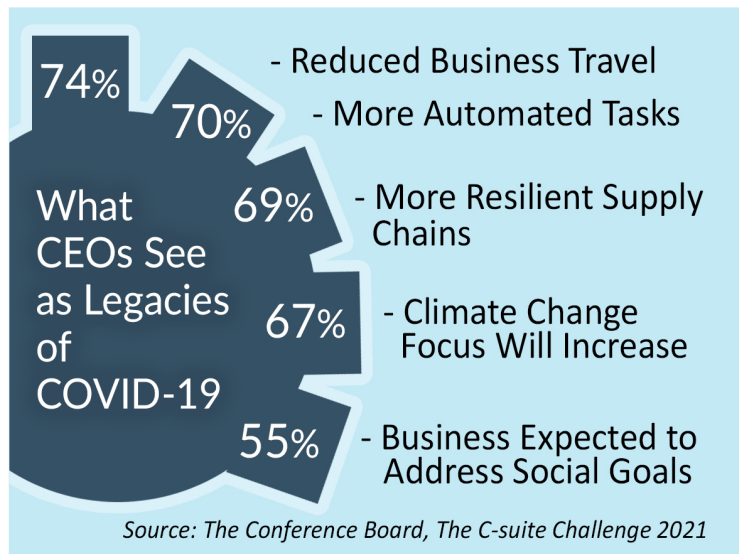 74%
- Reduced Business Travel
70%
- More Automated Tasks
69%
- More Resilient Supply
Chains
What
CEOs See
as Legacies
of
COVID-19
67%
- Climate Change
Focus Will Increase
55%
- Business Expected to
Address Social Goals
Source: The Conference Board, The C-suite Challenge 2021